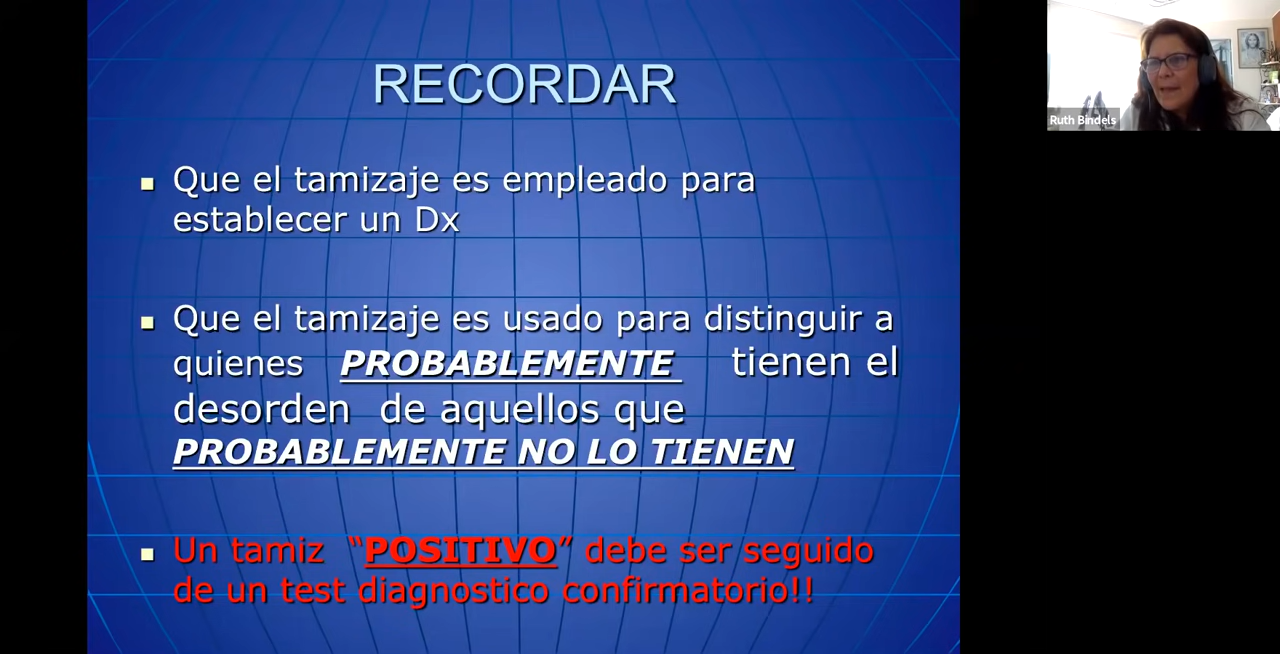 RECORDAR
Que el tamizaje es empleado para
establecer un Dx
Que el tamizaje es usado para distinguir a
quienes PROBABLEMENTE tienen el
desorden de aquellos que
PROBABLEMENTE NO LO TIENEN
Un tamiz “POSITIVO” debe ser seguido
de un test diagnostico confirmatorio!!
Ruth Bindels